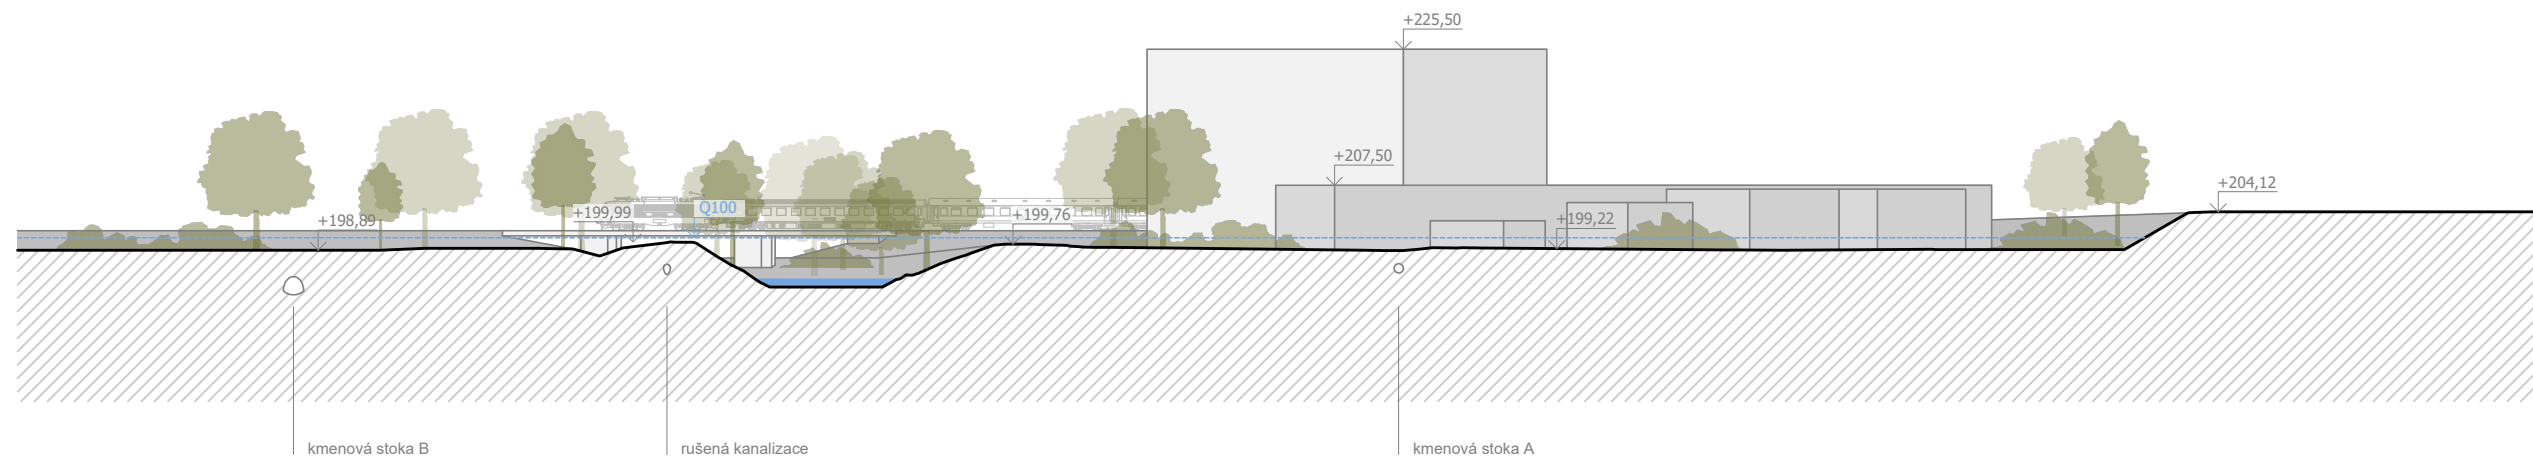 +225,50
+207,50
+204,12
Q100
+199,99
+199,76
+198,89
+199,22
kmenová stoka B
rušená kanalizace
kmenová stoka A